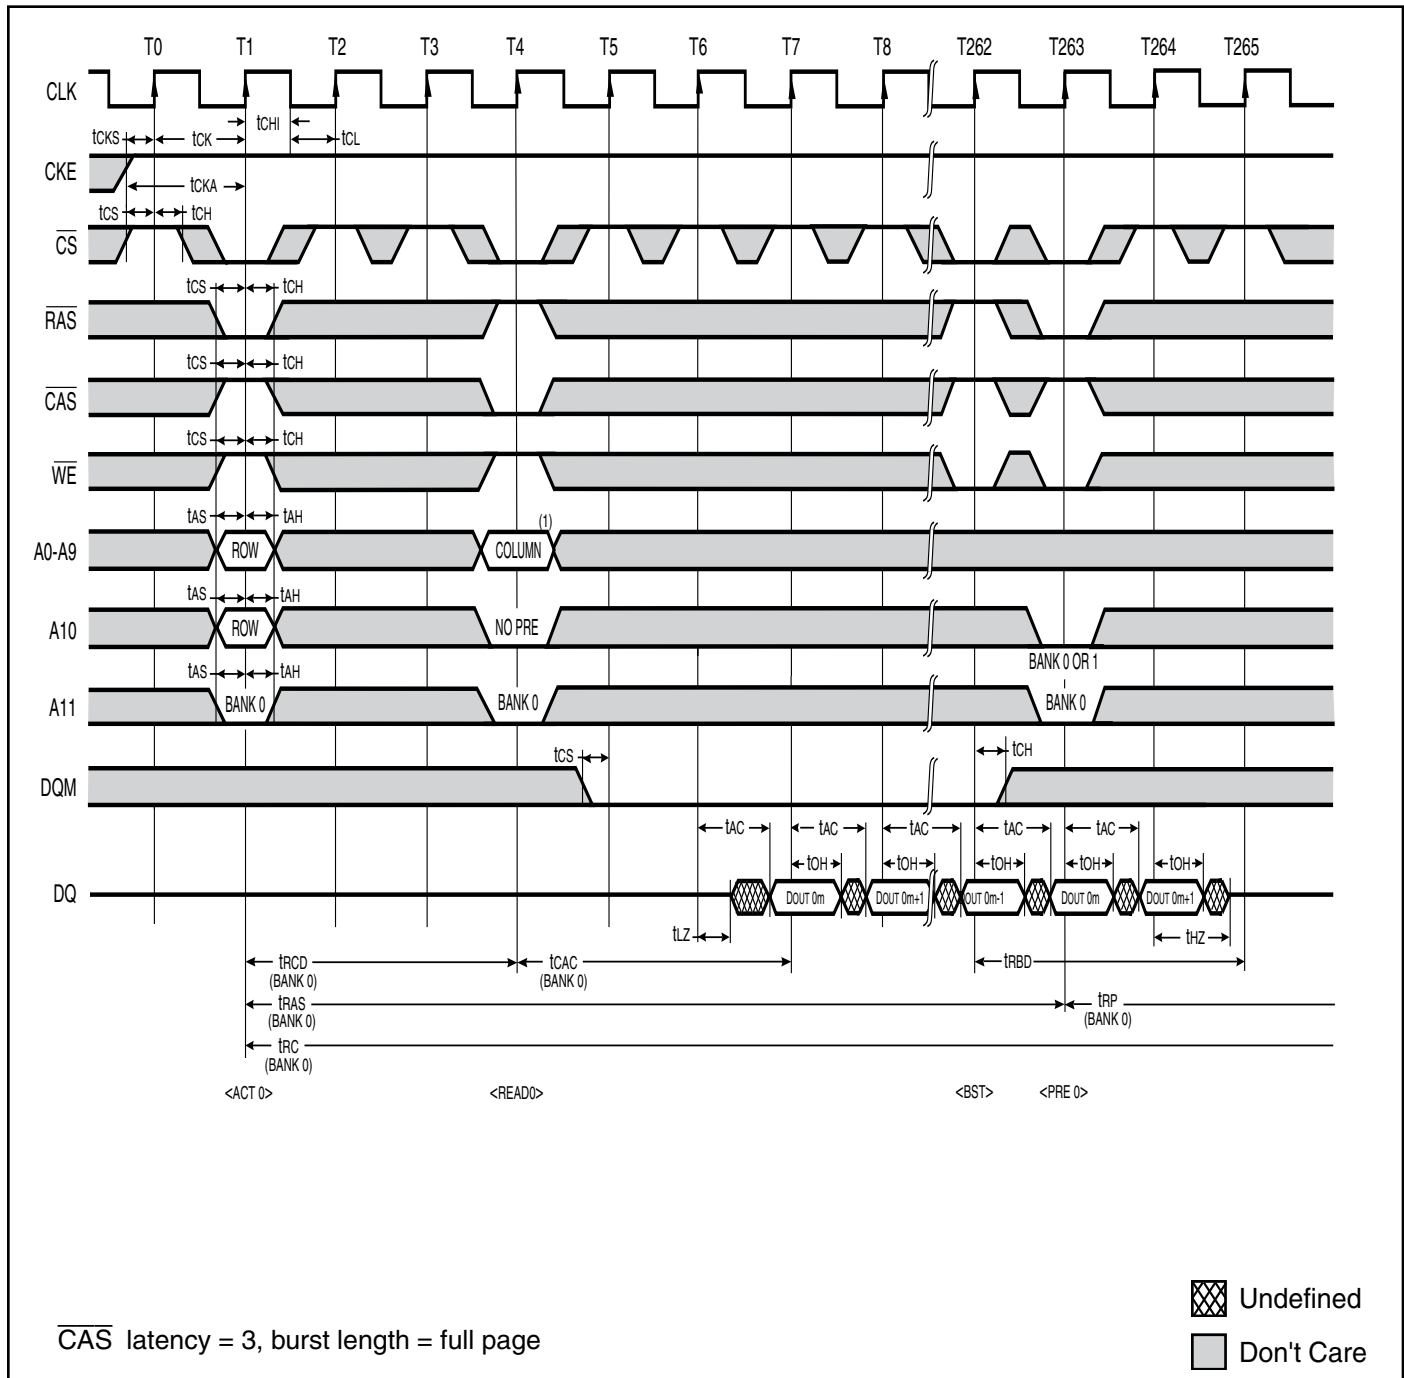 T0 T1 T2 T3 T4 T5 T6 T7 T8 T262 T263 T264 T265
CLK
tCHI
tCKS tCK tCL
CKE
tCKA
tCS tCH
CS
tCS tCH
RAS
tCS tCH
CAS
tCS tCH
WE
tAS tAH (1)
A0-A9 ROW COLUMN
tAS tAH
A10 ROW NO PRE
BANK 0 OR 1
tAS tAH
A11 BANK 0 BANK 0 BANK 0
tCS tCH
DQM
tAC tAC tAC tAC tAC
tOH tOH tOH tOH tOH
DQ DOUT 0m DOUT 0m+1 OUT 0m-1 DOUT 0m DOUT 0m+1
tLZ tHZ
tRCD tCAC tRBD
(BANK 0) (BANK 0)
tRAS tRP
(BANK 0) (BANK 0)
tRC
(BANK 0)
<ACT 0> <READ0> <BST> <PRE 0>
Undefined
CAS latency = 3, burst length = full page
Don't Care